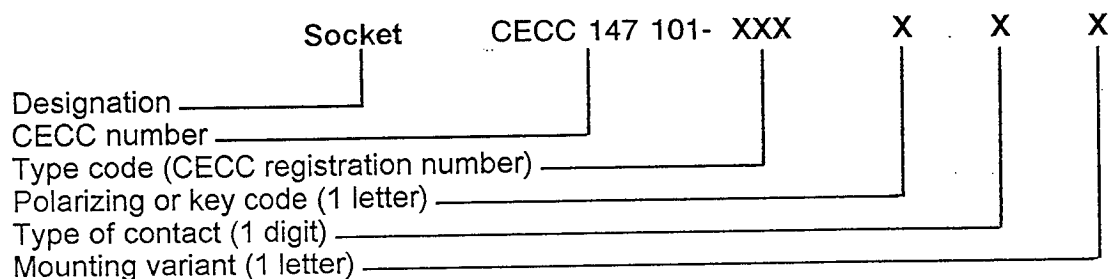 Socket CECC 147 101- XXX X X X
Designation
CECC number
Type code (CECC registration number)
Polarizing or key code (1 letter)
Type of contact (1 digit)
Mounting variant (1 letter)